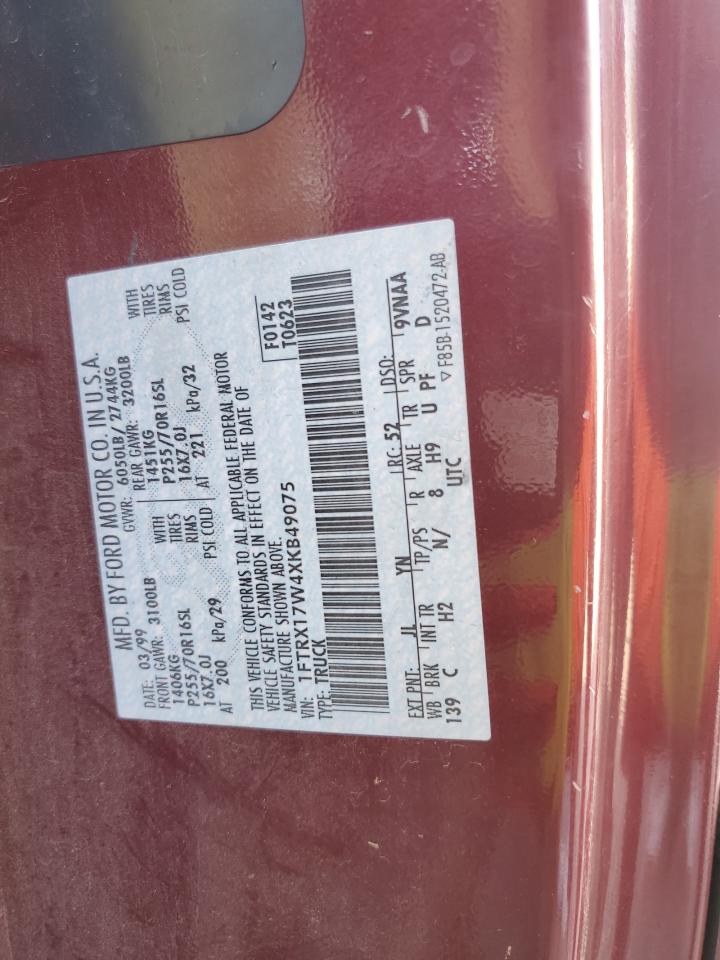 MFD. BY FORD MOTOR CO. IN U.S.A.
DATE: 03/99 GVWR: 6050LB/ 2744KG
FRONT GAWR: 3100LB REAR GAWR: 3200LB
1406KG WITH 1451KG WITH
P255/70R16SL TIRES P255/70R16SL TIRES
16X7.0J RIMS 16X7.0J RIMS
AT 200 kPa/29 PSI COLD AT 221 kPa/32 PSI COLD
THIS VEHICLE CONFORMS TO ALL APPLICABLE FEDERAL MOTOR
VEHICLE SAFETY STANDARDS IN EFFECT ON THE DATE OF
MANUFACTURE SHOWN ABOVE.
VIN: 1FTRX17W4XKB49075 F0142
TYPE: TRUCK T0623
EXT PNT: JL YN RC: 52 DSO: 9VNAA
WB BRK INT TR TP/PS R AXLE TR SPR
139 C H2 N/ 8 H9 U PF D
UTC ▽F85B-1520472-AB